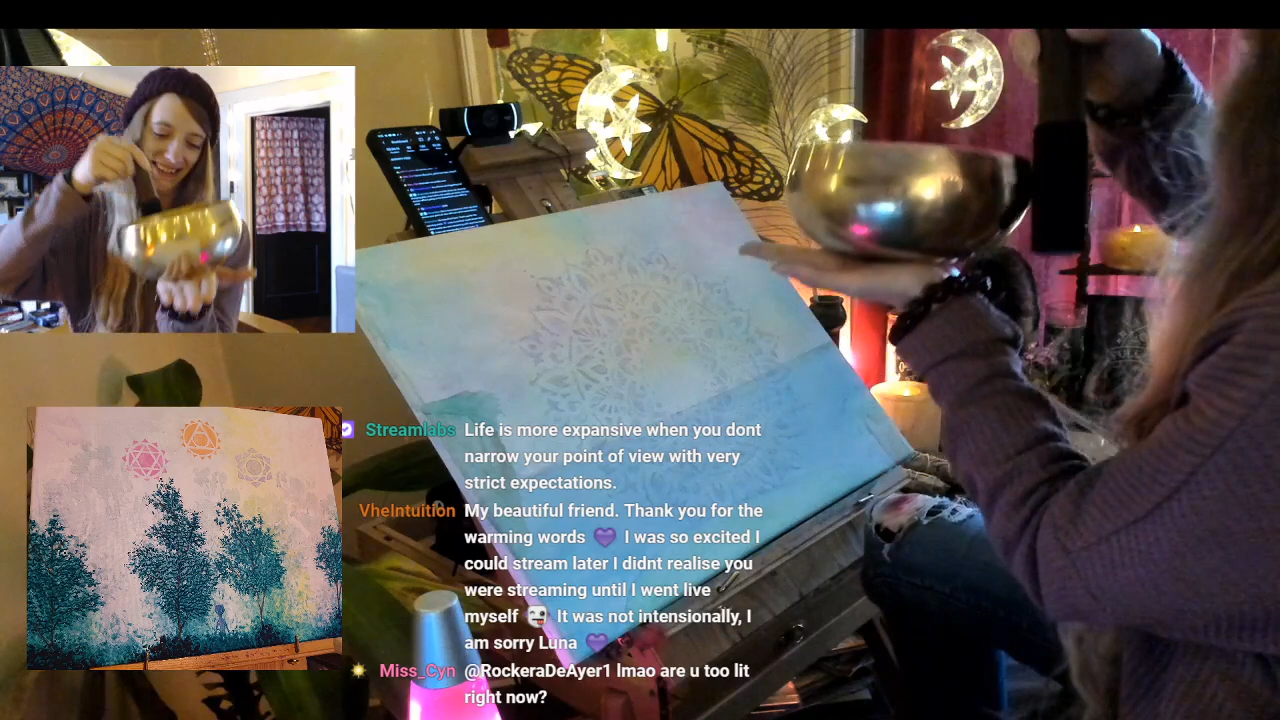 Streamlabs Life is more expansive when you dont
narrow your point of view with very
strict expectations.
VheIntuition My beautiful friend. Thank you for the
warming words 💜 I was so excited I
could stream later I didnt realise you
were streaming until I went live
myself 🤪 It was not intensionally, I
am sorry Luna 💜
Miss_Cyn @RockeraDeAyer1 lmao are u too lit
right now?